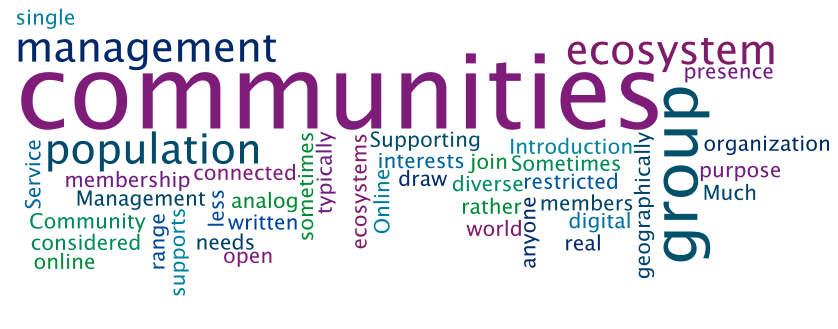 single
management
ecosystem
communities
presence
group
population
Supporting
Introduction
organization
Service
membership
connected
sometimes
typically
ecosystems
Online
interests
join
Sometimes
geographically
purpose
Management
less
analog
draw
diverse
restricted
Much
Community
range
supports
written
rather
anyone
members
considered
needs
world
digital
online
open
real